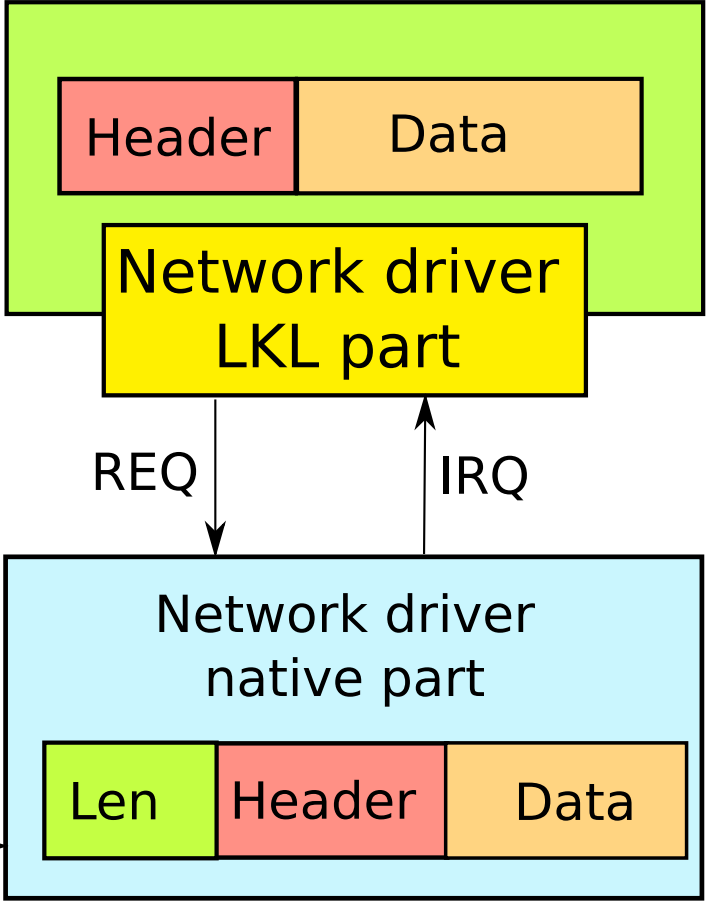 Header Data
Network driver
LKL part
REQ IRQ
Network driver
native part
Len Header Data